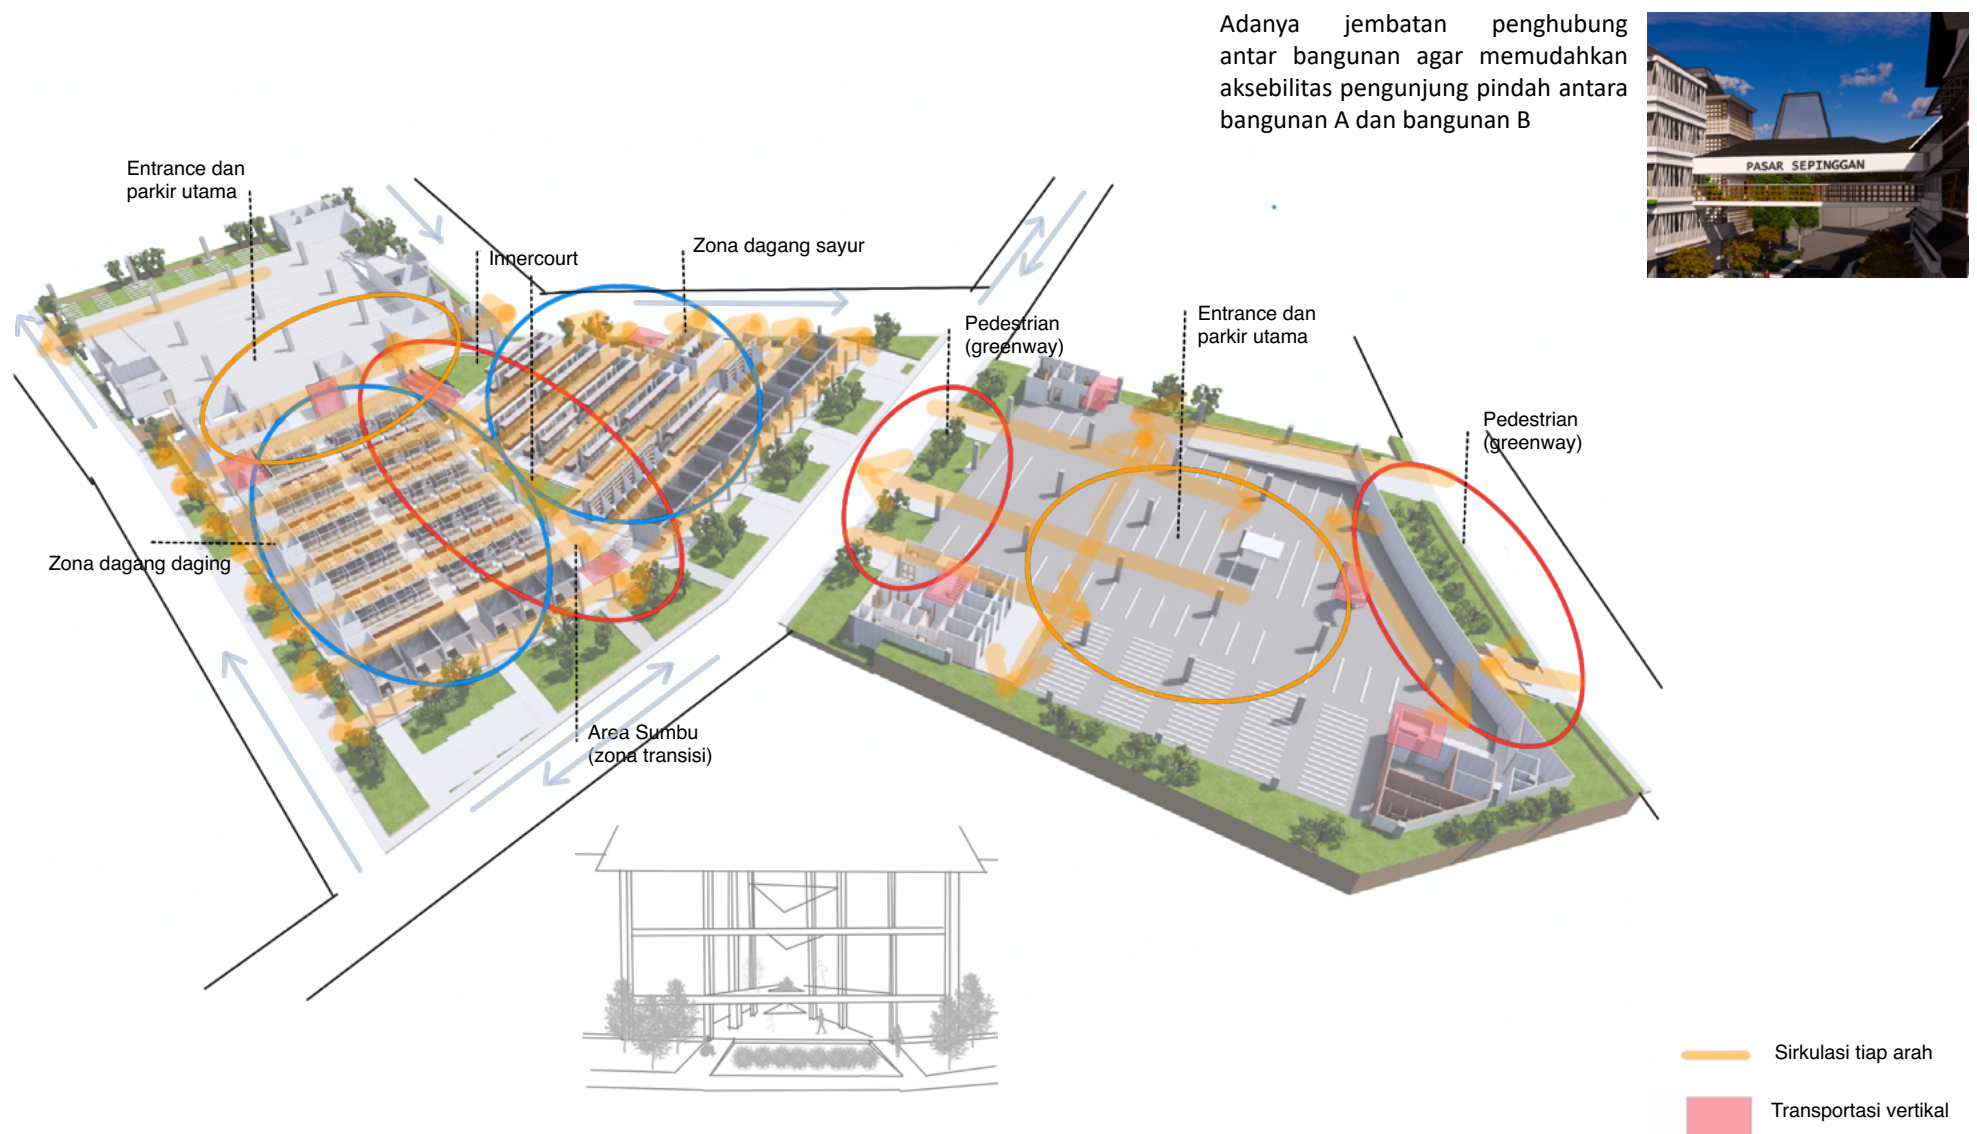 Adanya jembatan penghubung
antar bangunan agar memudahkan
aksebilitas pengunjung pindah antara
bangunan A dan bangunan B
PASAR SEPINGGAN
Entrance dan
parkir utama
Innercourt
Zona dagang sayur
Pedestrian
(greenway)
Entrance dan
parkir utama
Pedestrian
(greenway)
Zona dagang daging
Area Sumbu
(zona transisi)
Sirkulasi tiap arah
Transportasi vertikal